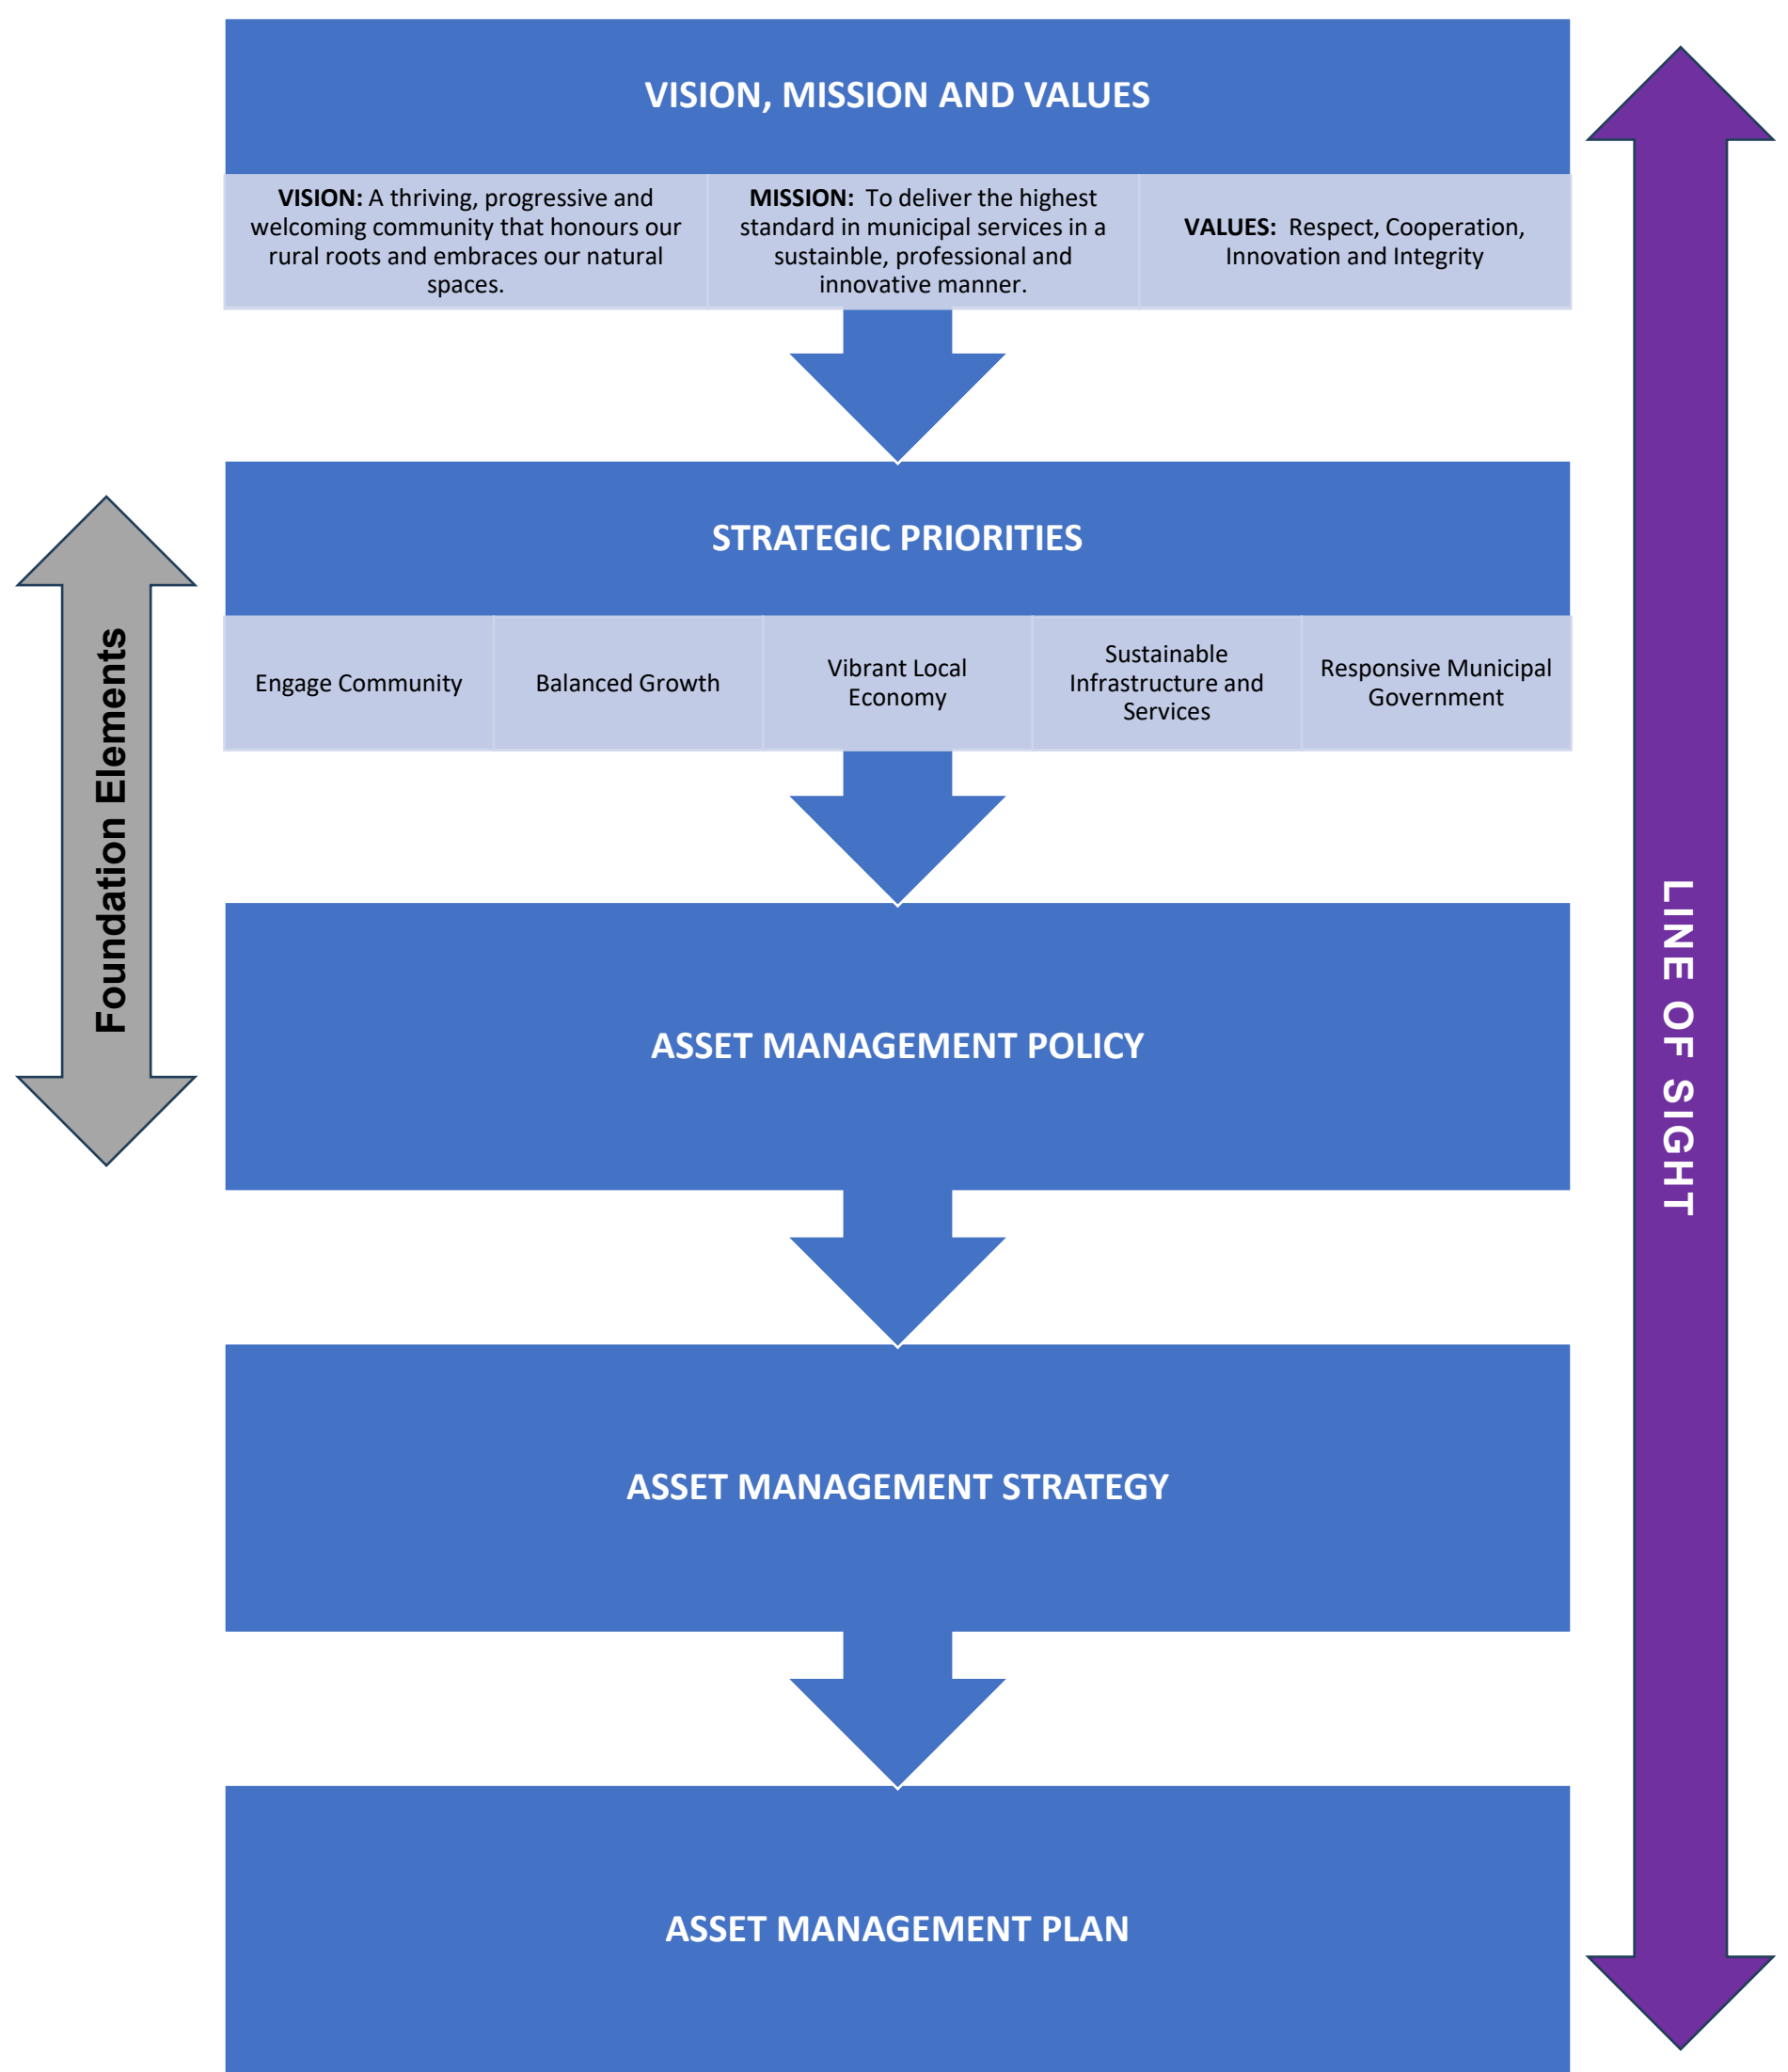 VISION, MISSION AND VALUES
VISION: A thriving, progressive and
welcoming community that honours our
rural roots and embraces our natural
spaces.
MISSION: To deliver the highest
standard in municipal services in a
sustainble, professional and
innovative manner.
VALUES: Respect, Cooperation,
Innovation and Integrity
STRATEGIC PRIORITIES
Engage Community
Balanced Growth
Vibrant Local
Economy
Sustainable
Infrastructure and
Services
Responsive Municipal
Government
Foundation Elements
ASSET MANAGEMENT POLICY
LINE OF SIGHT
ASSET MANAGEMENT STRATEGY
ASSET MANAGEMENT PLAN